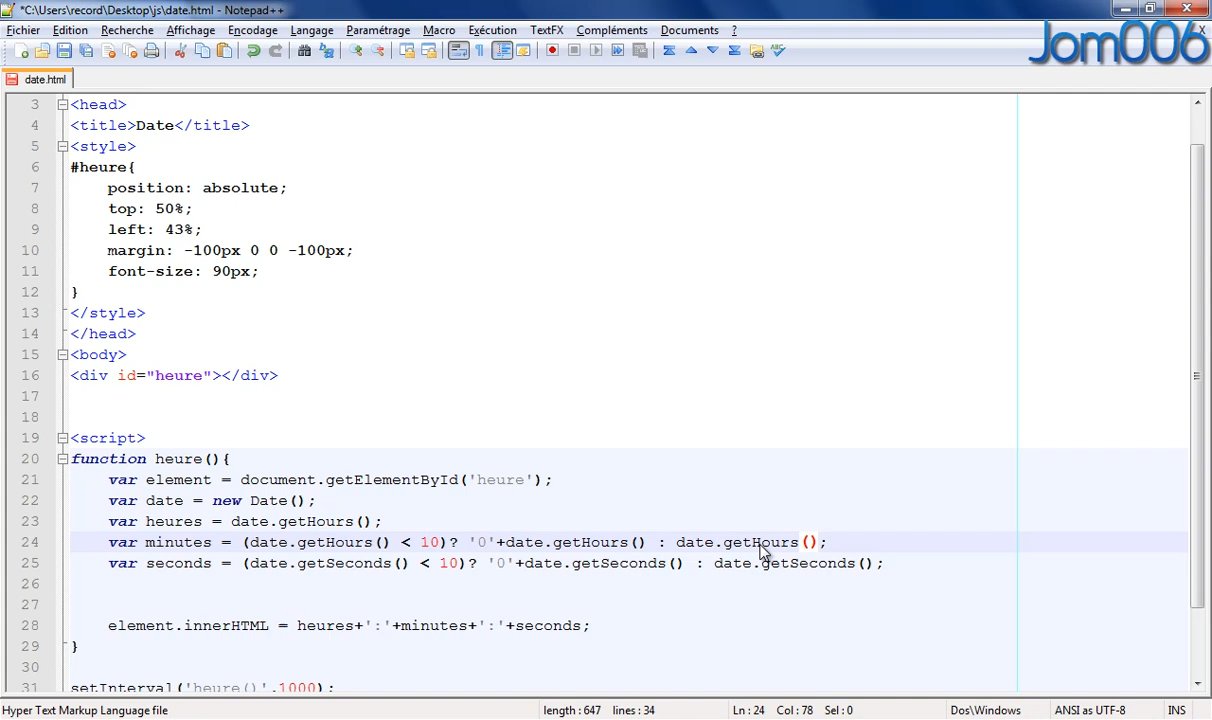 *C:\Users\record\Desktop\js\date.html - Notepad++
Fichier Edition Recherche Affichage Encodage Langage Paramétrage Macro Exécution TextFX Compléments Documents ?
Jom006
date.html
3 <head>
4 <title>Date</title>
5 <style>
6 #heure{
7 position: absolute;
8 top: 50%;
9 left: 43%;
10 margin: -100px 0 0 -100px;
11 font-size: 90px;
12 }
13 </style>
14 </head>
15 <body>
16 <div id="heure"></div>
17
18
19 <script>
20 function heure(){
21 var element = document.getElementById('heure');
22 var date = new Date();
23 var heures = date.getHours();
24 var minutes = (date.getHours() < 10)? '0'+date.getHours() : date.getHours();
25 var seconds = (date.getSeconds() < 10)? '0'+date.getSeconds() : date.getSeconds();
26
27
28 element.innerHTML = heures+':'+minutes+':'+seconds;
29 }
30
31 setInterval('heure()',1000);
Hyper Text Markup Language file length : 647 lines : 34 Ln : 24 Col : 78 Sel : 0 Dos\Windows ANSI as UTF-8 INS